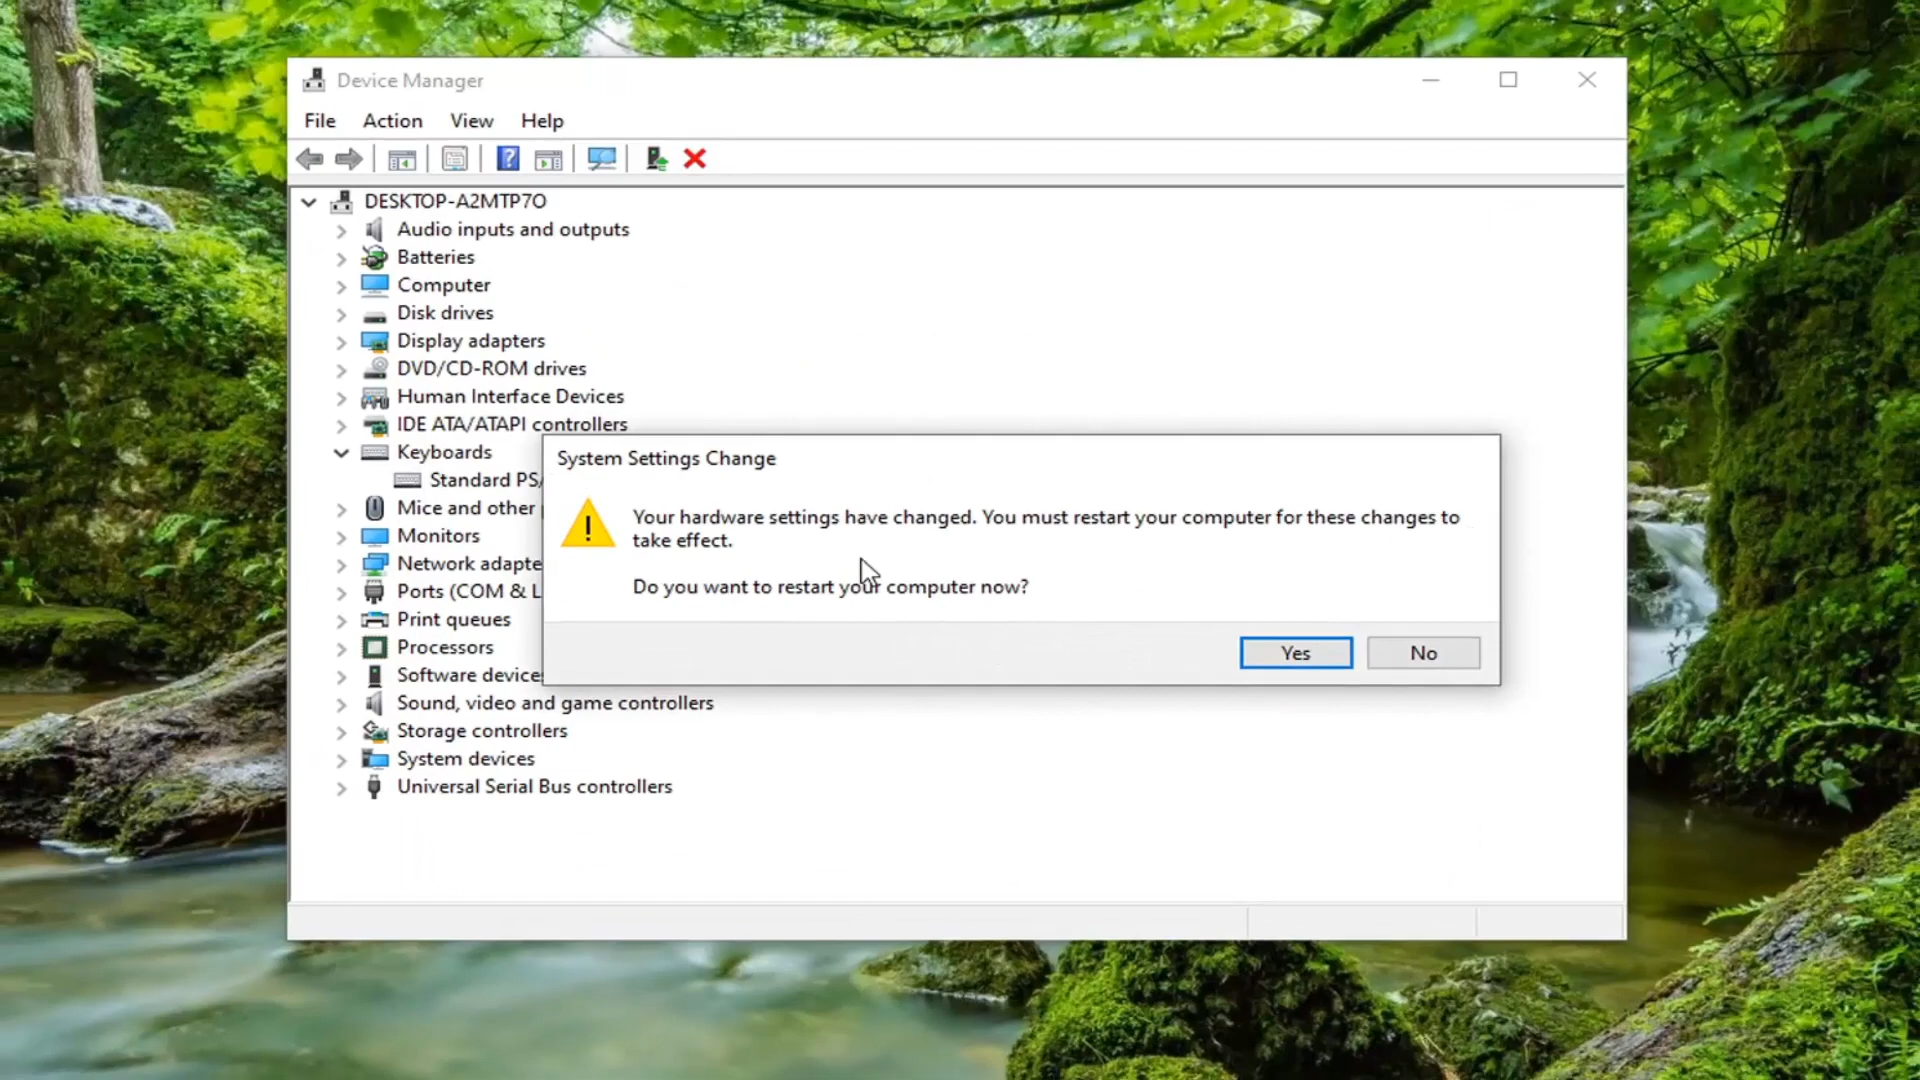 Device Manager
File Action View Help
DESKTOP-A2MTP7O
Audio inputs and outputs
Batteries
Computer
Disk drives
Display adapters
DVD/CD-ROM drives
Human Interface Devices
IDE ATA/ATAPI controllers
Keyboards
Standard PS/
Mice and other
Monitors
Network adapte
Ports (COM & L
Print queues
Processors
Software device
Sound, video and game controllers
Storage controllers
System devices
Universal Serial Bus controllers
System Settings Change
Your hardware settings have changed. You must restart your computer for these changes to
take effect.
Do you want to restart your computer now?
Yes No